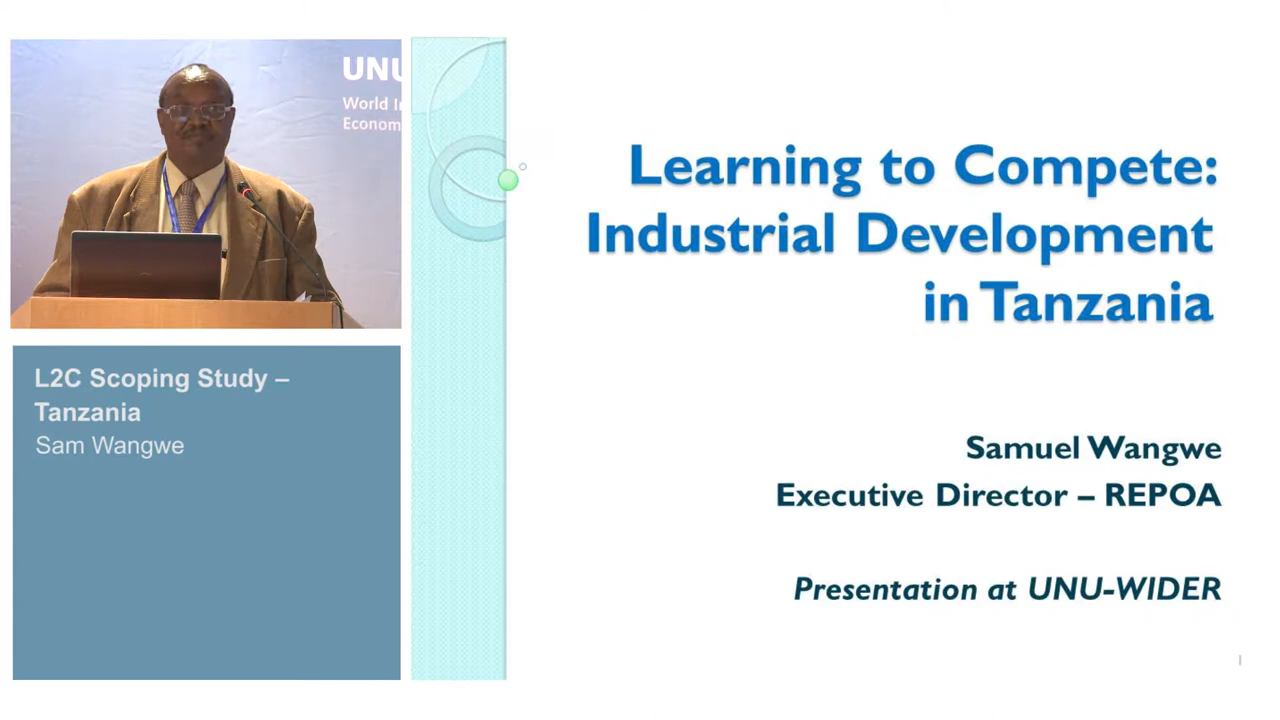 UNU
World I
Econom
L2C Scoping Study –
Tanzania
Sam Wangwe
Learning to Compete:
Industrial Development
in Tanzania
Samuel Wangwe
Executive Director – REPOA
Presentation at UNU-WIDER
1